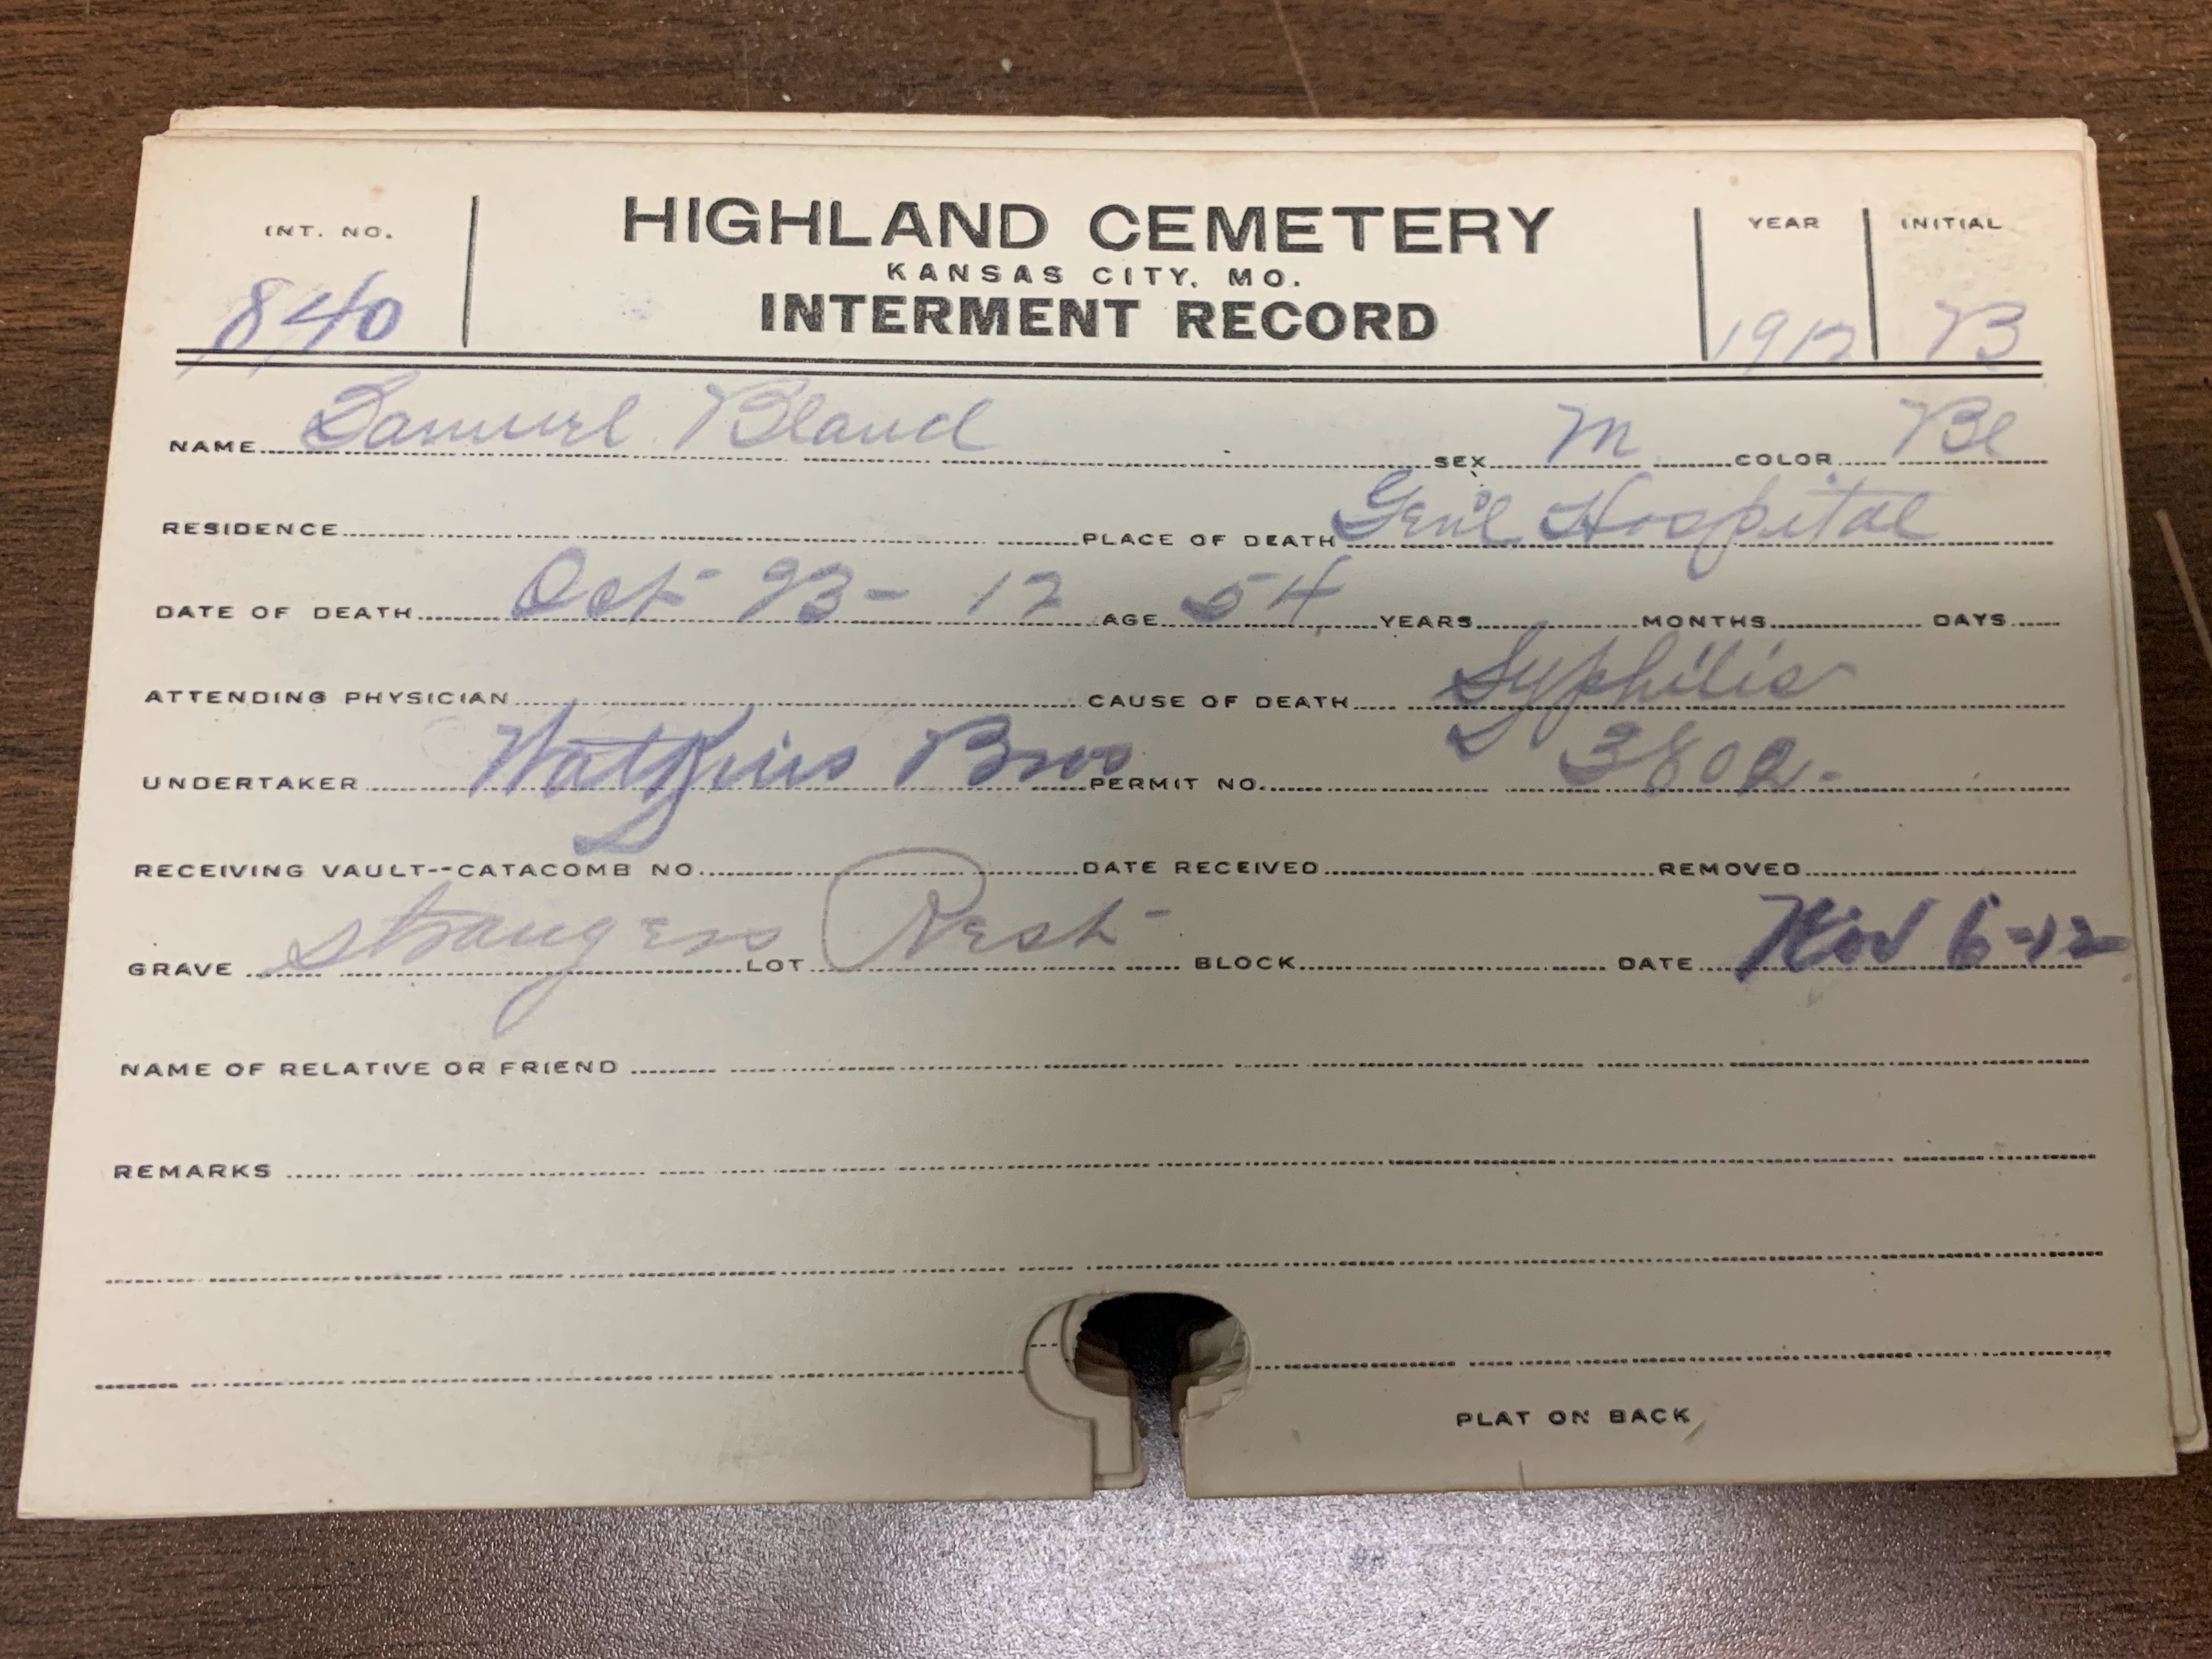 INT. NO. HIGHLAND CEMETERY YEAR INITIAL
KANSAS CITY, MO.
840 INTERMENT RECORD 1912 B
NAME Samuel Bland SEX M COLOR Bl
RESIDENCE PLACE OF DEATH Gen'l Hospital
DATE OF DEATH Oct 23 - 12 AGE 54 YEARS MONTHS DAYS
ATTENDING PHYSICIAN CAUSE OF DEATH Syphilis
UNDERTAKER Watkins Bros PERMIT NO. 3802.
RECEIVING VAULT--CATACOMB NO. DATE RECEIVED REMOVED
GRAVE strangers LOT Rest BLOCK DATE Nov 6-12
NAME OF RELATIVE OR FRIEND
REMARKS
PLAT ON BACK